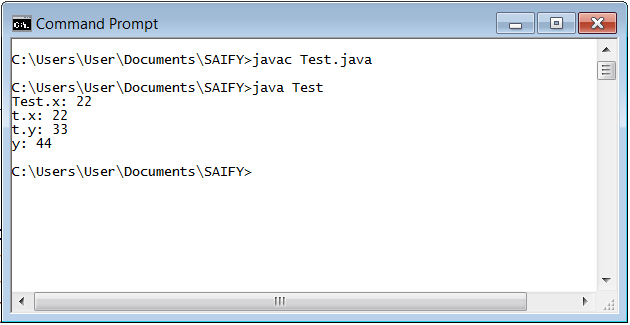 Command Prompt
C:\Users\User\Documents\SAIFY>javac Test.java
C:\Users\User\Documents\SAIFY>java Test
Test.x: 22
t.x: 22
t.y: 33
y: 44
C:\Users\User\Documents\SAIFY>